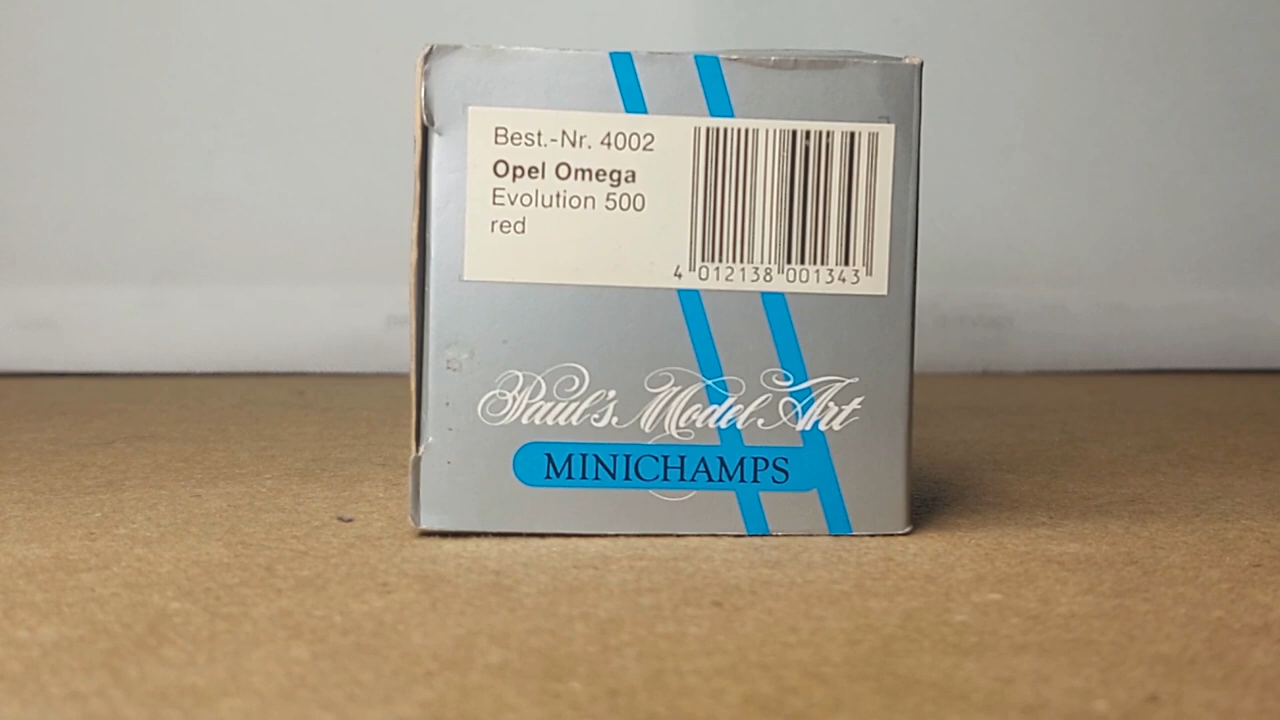 Best.-Nr. 4002
Opel Omega
Evolution 500
red
4 012138 001343
Paul's Model Art
MINICHAMPS